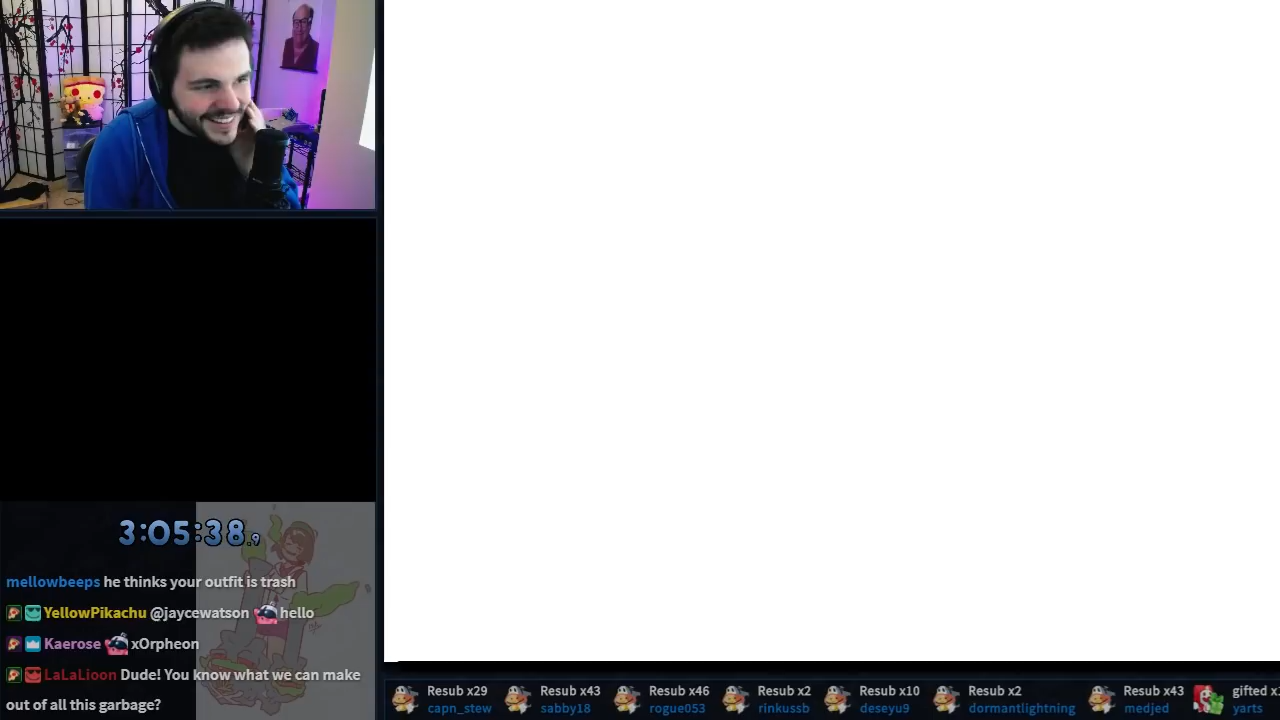 3:05:38.9
mellowbeeps he thinks your outfit is trash
YellowPikachu @jaycewatson hello
Kaerose xOrpheon
LaLaLioon Dude! You know what we can make
out of all this garbage?
Resub x29 Resub x43 Resub x46 Resub x2 Resub x10 Resub x2 Resub x43 gifted x1
capn_stew sabby18 rogue053 rinkussb deseyu9 dormantlightning medjed yarts